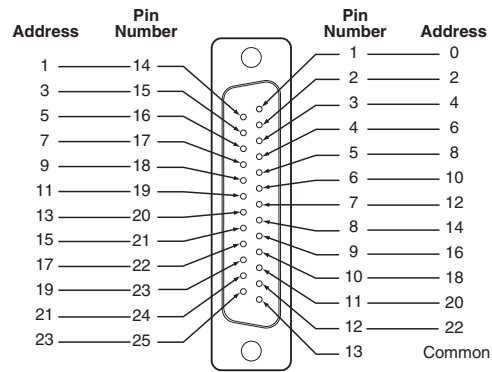 Address Pin Number Pin Number Address
1 14 1 0
3 15 2 2
5 16 3 4
7 17 4 6
9 18 5 8
11 19 6 10
13 20 7 12
15 21 8 14
17 22 9 16
19 23 10 18
21 24 11 20
23 25 12 22
13 Common